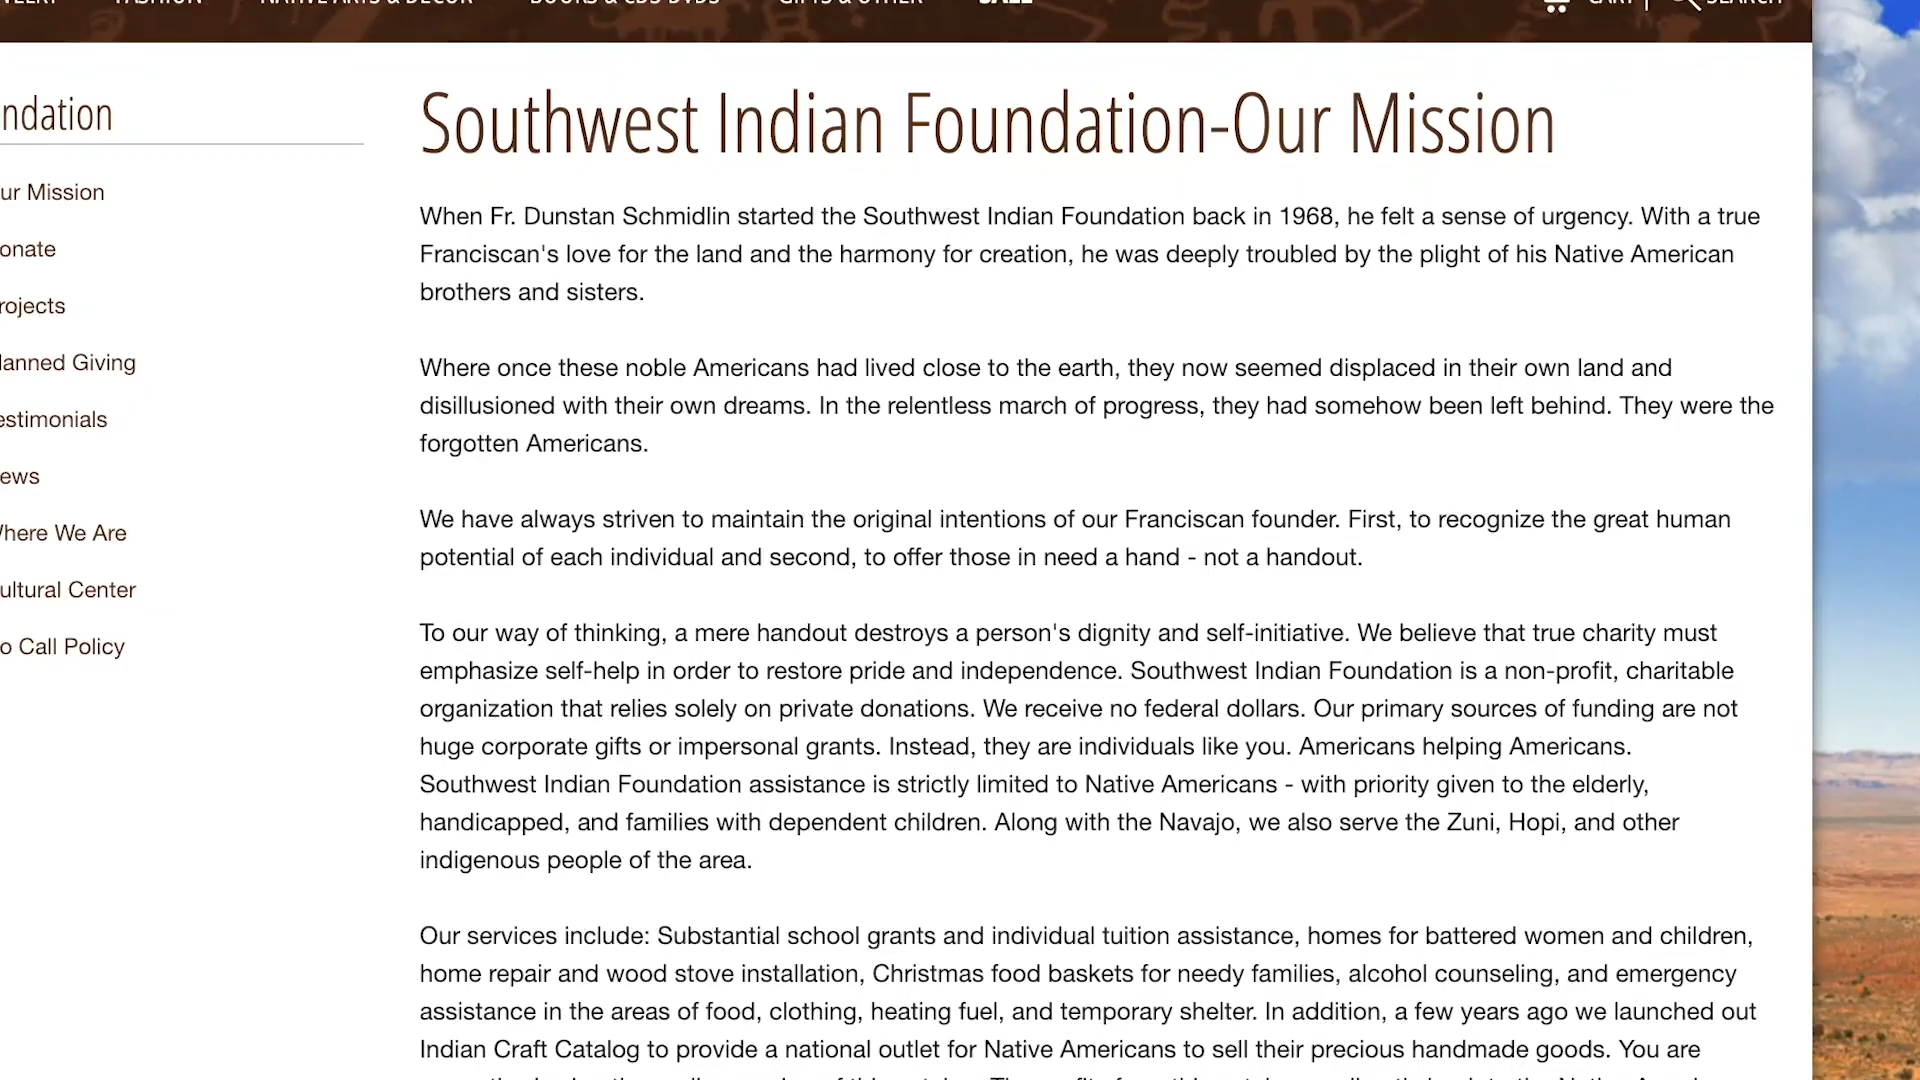 FASHION NATIVE ARTS & DECOR BOOKS & CDS DVDS GIFTS & OTHER SALE CART | SEARCH
ndation
Southwest Indian Foundation-Our Mission
ur Mission
onate
rojects
lanned Giving
estimonials
ews
here We Are
ultural Center
o Call Policy
When Fr. Dunstan Schmidlin started the Southwest Indian Foundation back in 1968, he felt a sense of urgency. With a true
Franciscan's love for the land and the harmony for creation, he was deeply troubled by the plight of his Native American
brothers and sisters.
Where once these noble Americans had lived close to the earth, they now seemed displaced in their own land and
disillusioned with their own dreams. In the relentless march of progress, they had somehow been left behind. They were the
forgotten Americans.
We have always striven to maintain the original intentions of our Franciscan founder. First, to recognize the great human
potential of each individual and second, to offer those in need a hand - not a handout.
To our way of thinking, a mere handout destroys a person's dignity and self-initiative. We believe that true charity must
emphasize self-help in order to restore pride and independence. Southwest Indian Foundation is a non-profit, charitable
organization that relies solely on private donations. We receive no federal dollars. Our primary sources of funding are not
huge corporate gifts or impersonal grants. Instead, they are individuals like you. Americans helping Americans.
Southwest Indian Foundation assistance is strictly limited to Native Americans - with priority given to the elderly,
handicapped, and families with dependent children. Along with the Navajo, we also serve the Zuni, Hopi, and other
indigenous people of the area.
Our services include: Substantial school grants and individual tuition assistance, homes for battered women and children,
home repair and wood stove installation, Christmas food baskets for needy families, alcohol counseling, and emergency
assistance in the areas of food, clothing, heating fuel, and temporary shelter. In addition, a few years ago we launched out
Indian Craft Catalog to provide a national outlet for Native Americans to sell their precious handmade goods. You are